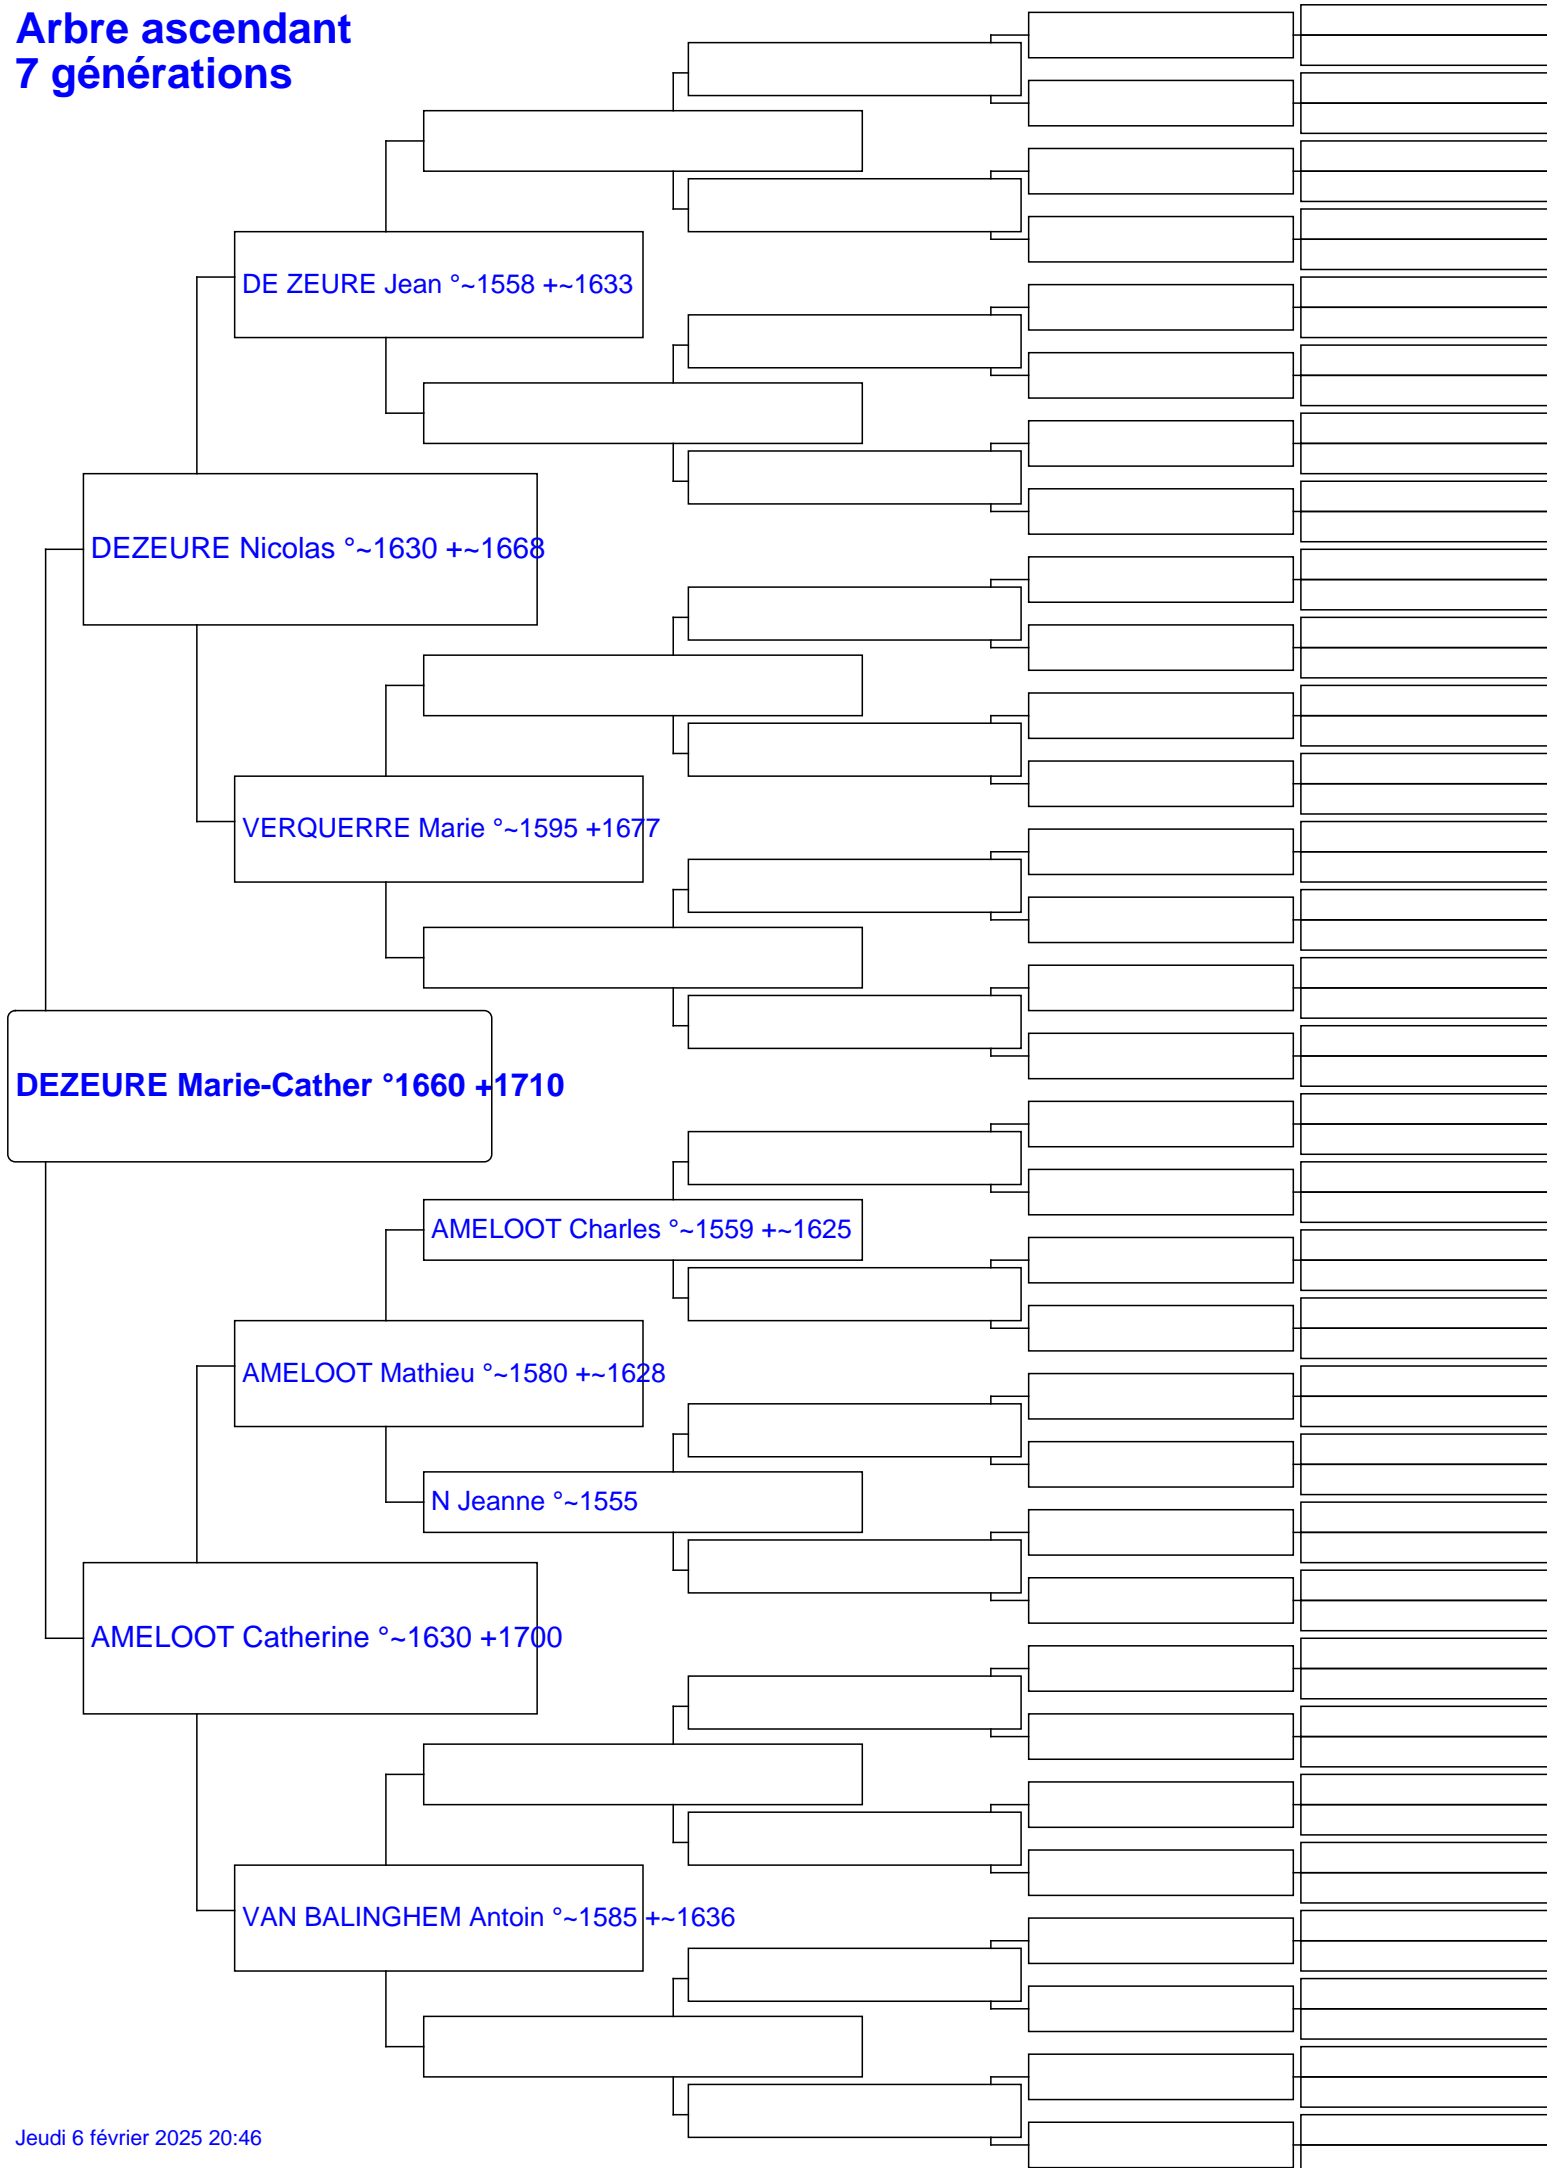 Arbre ascendant
7 générations
DE ZEURE Jean °~1558 +~1633
DEZEURE Nicolas °~1630 +~1668
VERQUERRE Marie °~1595 +1677
DEZEURE Marie-Cather °1660 +1710
AMELOOT Charles °~1559 +~1625
AMELOOT Mathieu °~1580 +~1628
N Jeanne °~1555
AMELOOT Catherine °~1630 +1700
VAN BALINGHEM Antoin °~1585 +~1636
Jeudi 6 février 2025 20:46